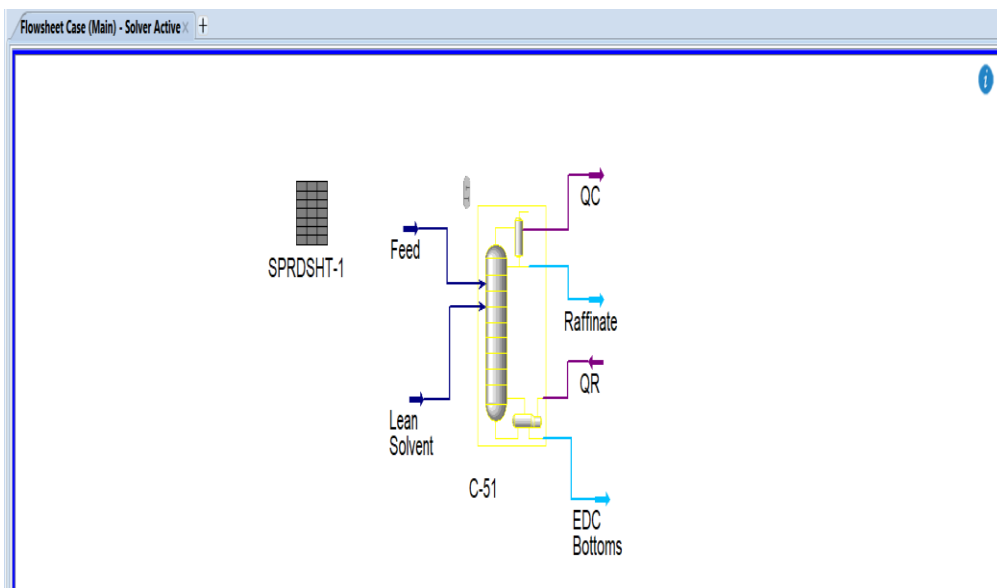 Flowsheet Case (Main) - Solver Active
QC
Feed
SPRDSHT-1
Raffinate
QR
Lean
Solvent
C-51
EDC
Bottoms